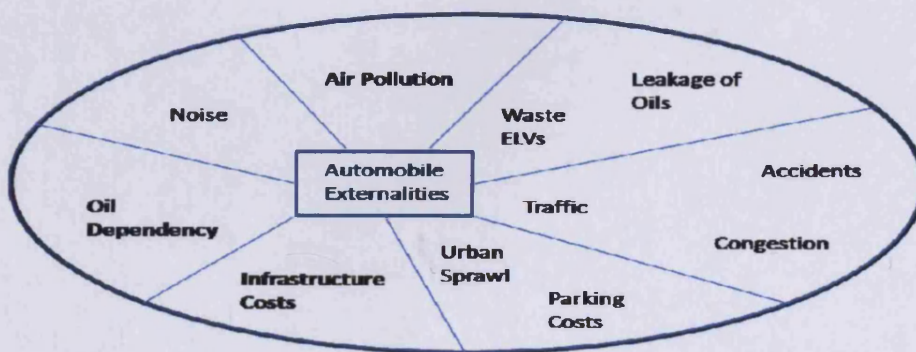 Air Pollution
Leakage of
Oils
Noise
Waste
ELVs
Automobile
Externalities
Accidents
Oil
Dependency
Traffic
Congestion
Urban
Sprawl
Infrastructure
Costs
Parking
Costs